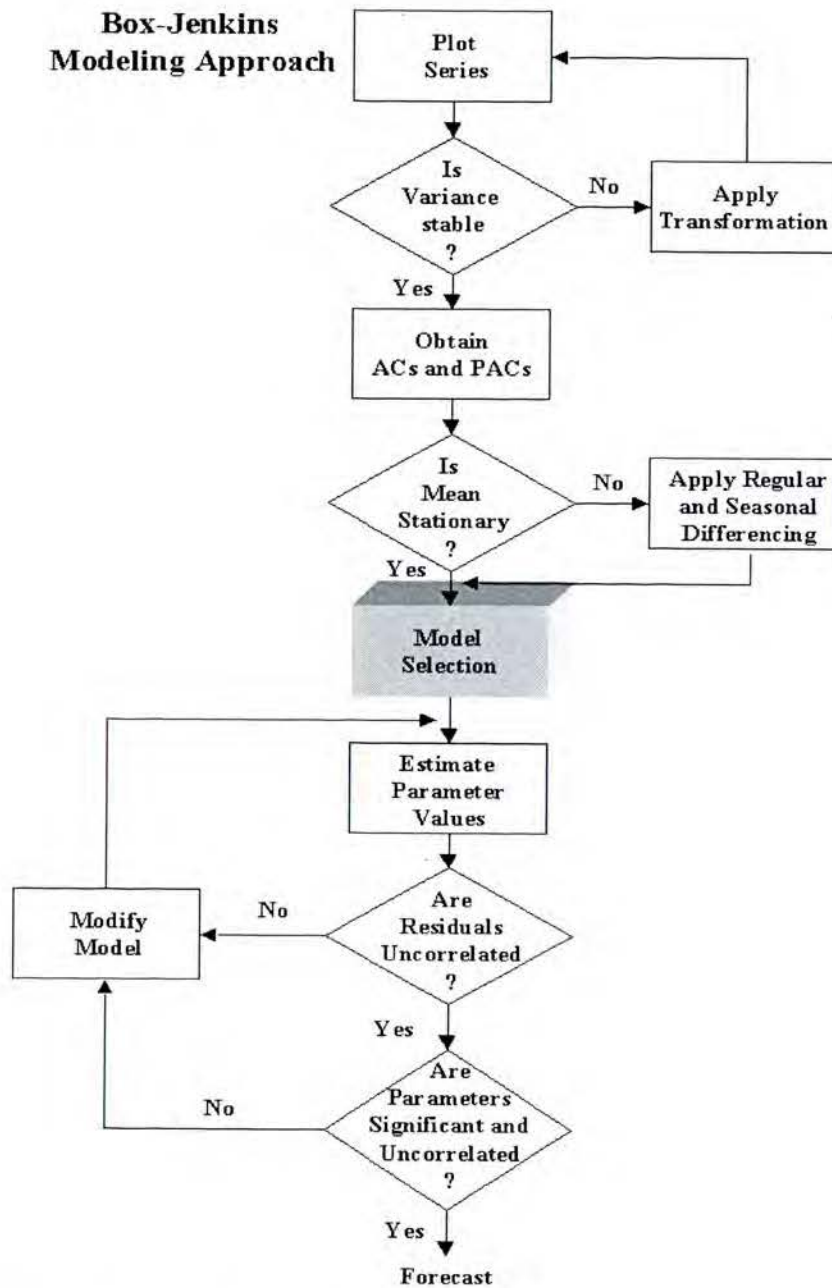 Box-Jenkins
Modeling Approach
Plot
Series
Is
Variance
stable
?
No
Apply
Transformation
Yes
Obtain
ACs and PACs
Is
Mean
Stationary
?
No
Apply Regular
and Seasonal
Differencing
Yes
Model
Selection
Estimate
Parameter
Values
Are
Residuals
Uncorrelated
?
No
Modify
Model
Yes
Are
Parameters
Significant and
Uncorrelated
?
No
Yes
Forecast